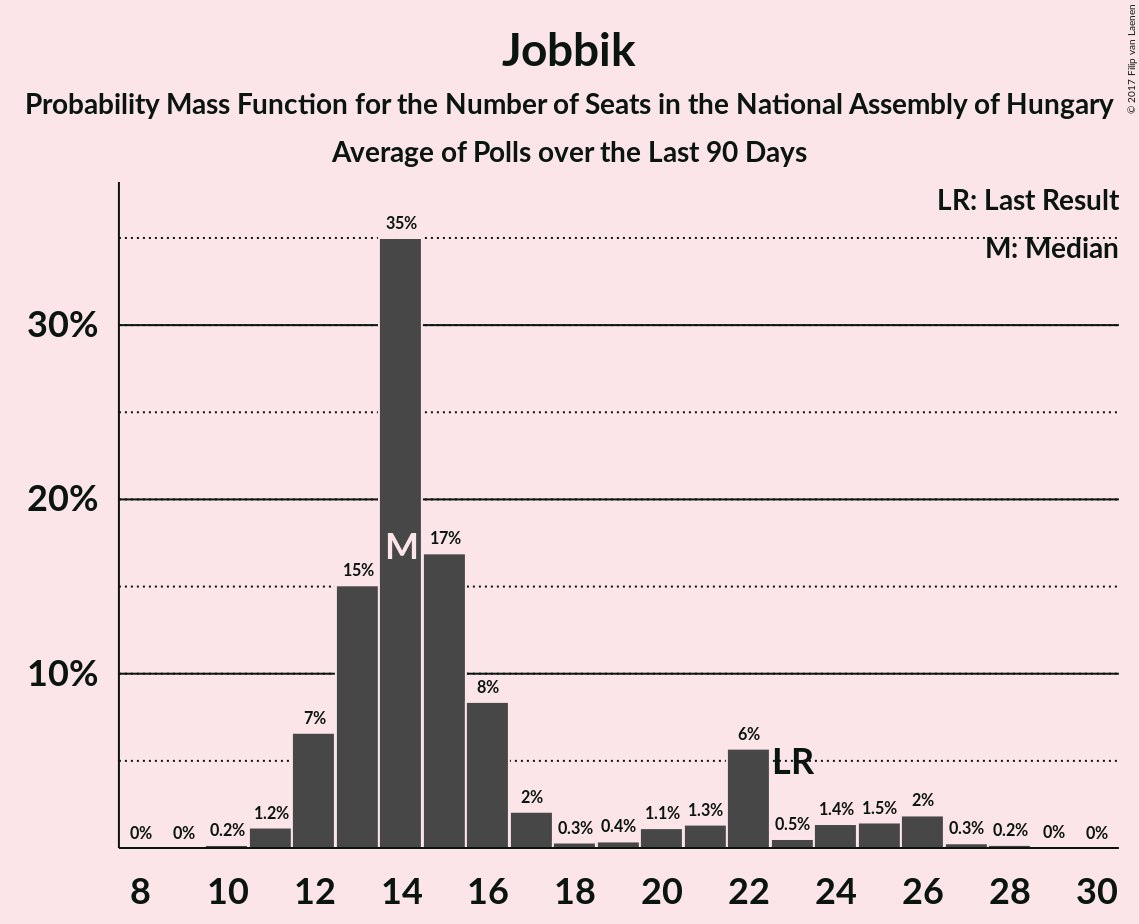 Jobbik
Probability Mass Function for the Number of Seats in the National Assembly of Hungary
Average of Polls over the Last 90 Days
© 2017 Filip van Laenen
LR: Last Result
M: Median
30%
20%
10%
0%
0%
0.2%
1.2%
7%
15%
35%
17%
8%
2%
0.3%
0.4%
1.1%
1.3%
6%
0.5%
1.4%
1.5%
2%
0.3%
0.2%
0%
0%
M
LR
8 10 12 14 16 18 20 22 24 26 28 30